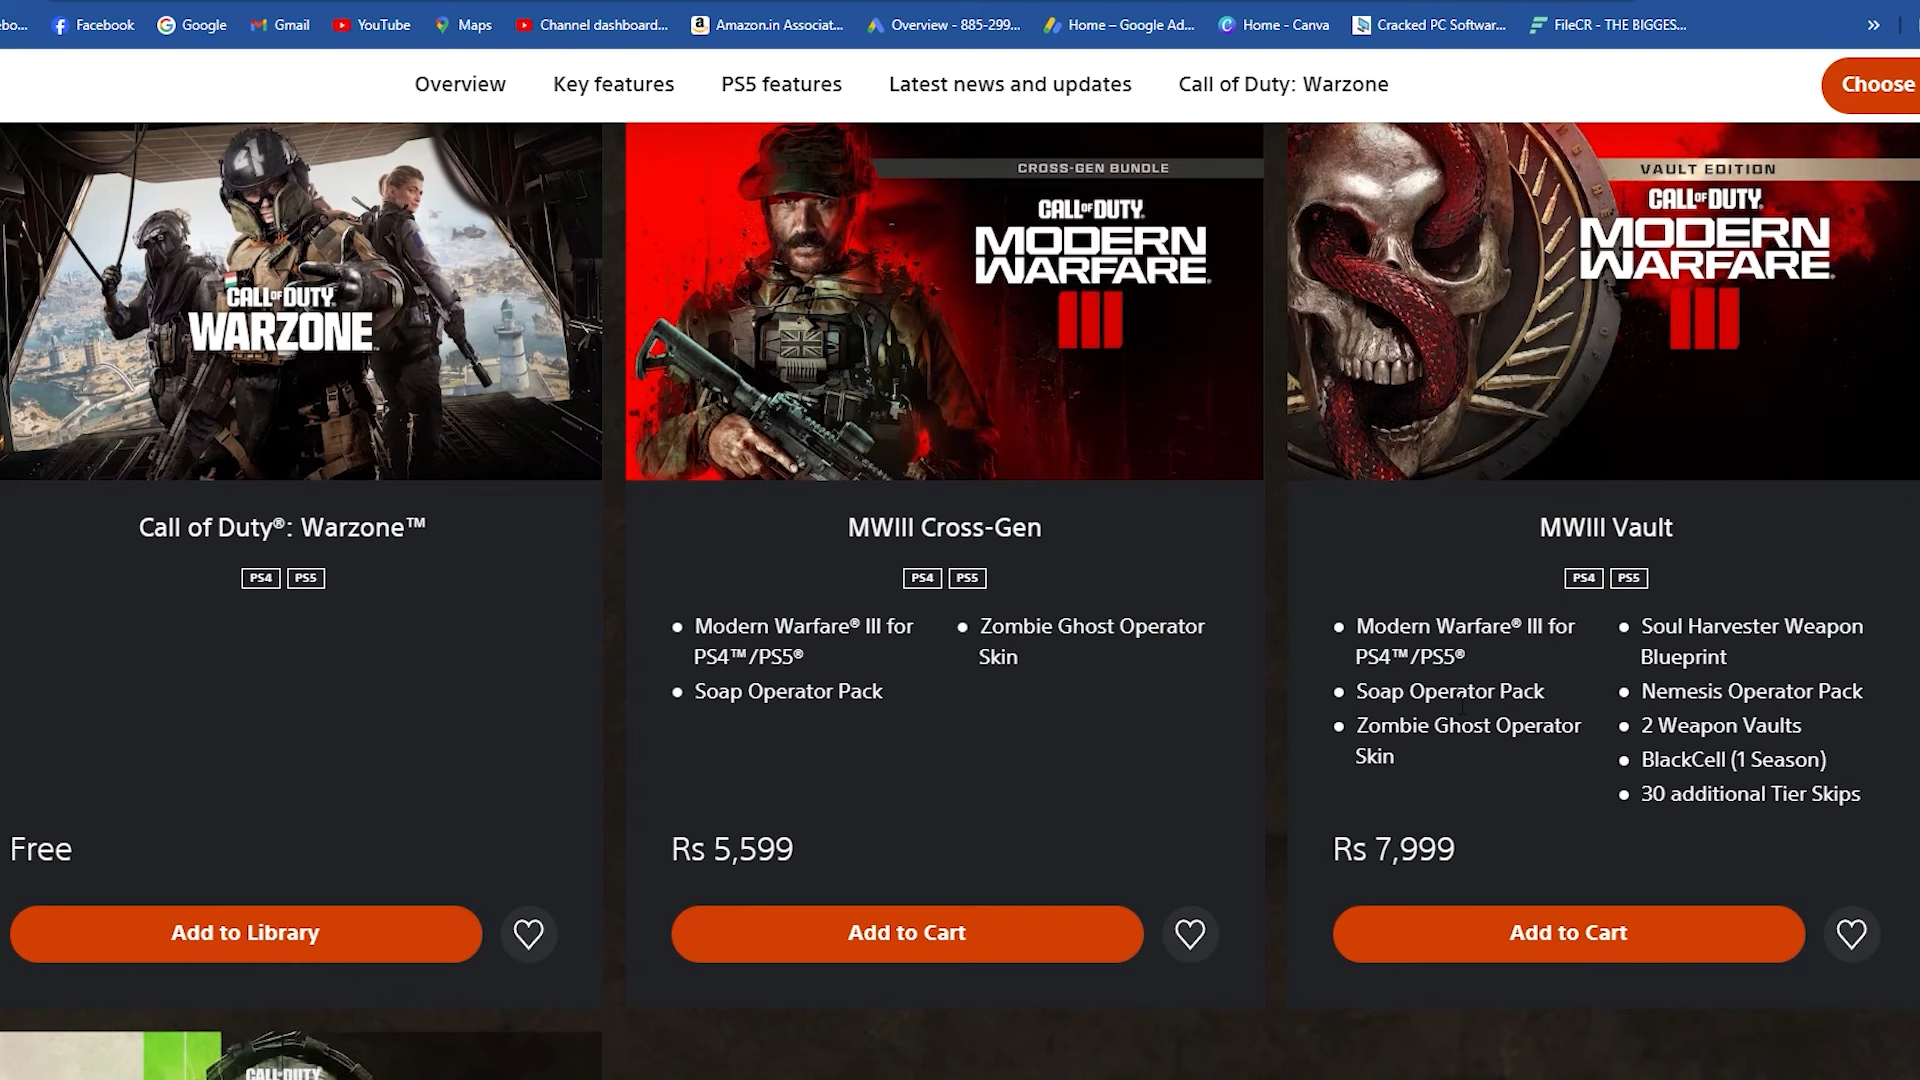 Facebook
Google
Gmail
YouTube
Maps
Channel dashboard...
Amazon.in Associat...
Overview - 885-299...
Home – Google Ad...
Home - Canva
Cracked PC Softwar...
FileCR - THE BIGGES...
»
Overview
Key features
PS5 features
Latest news and updates
Call of Duty: Warzone
Choose
4
CALL OF DUTY
WARZONE™
CROSS-GEN BUNDLE
CALL OF DUTY
MODERN
WARFARE
III
VAULT EDITION
CALL OF DUTY
MODERN
WARFARE
III
Call of Duty®: Warzone™
PS4 PS5
Free
Add to Library
MWIII Cross-Gen
PS4 PS5
• Modern Warfare® III for
PS4™/PS5®
• Soap Operator Pack
• Zombie Ghost Operator
Skin
Rs 5,599
Add to Cart
MWIII Vault
PS4 PS5
• Modern Warfare® III for
PS4™/PS5®
• Soap Operator Pack
• Zombie Ghost Operator
Skin
• Soul Harvester Weapon
Blueprint
• Nemesis Operator Pack
• 2 Weapon Vaults
• BlackCell (1 Season)
• 30 additional Tier Skips
Rs 7,999
Add to Cart
CALL OF DUTY